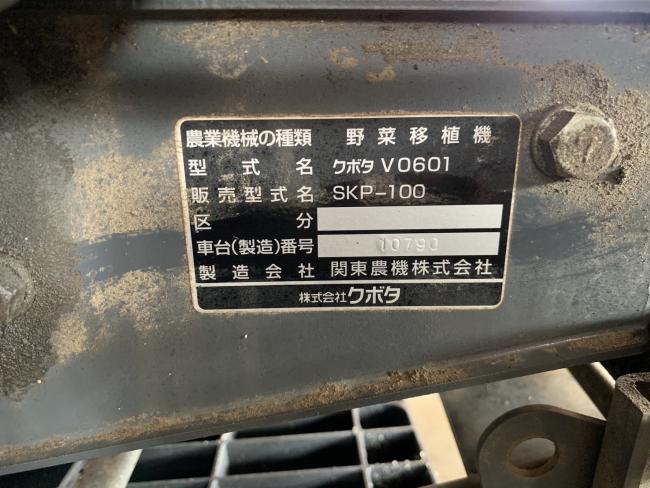 農業機械の種類 野菜移植機
型式名 クボタ V0601
販売型式名 SKP-100
区分
車台(製造)番号 10790
製造会社 関東農機株式会社
株式会社クボタ